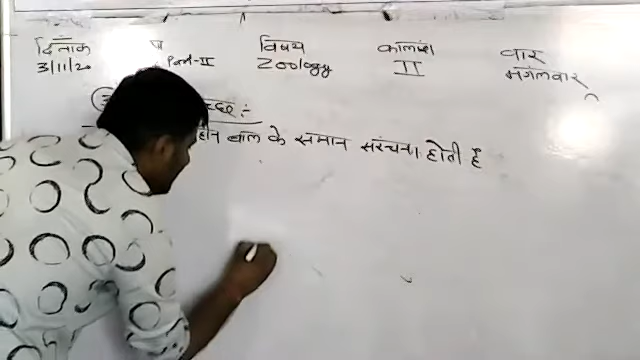 दिनांक विषय कालांश वार
3/11/20 Part-II Zoology II मंगलवार
हीन बाल के समान संरचना होती है